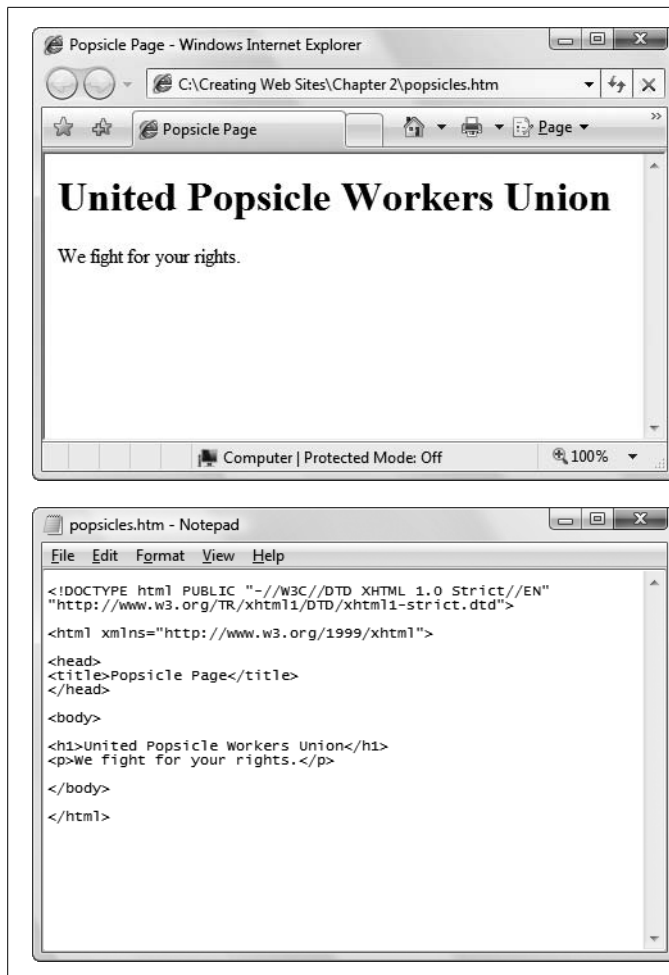 Popsicle Page - Windows Internet Explorer
C:\Creating Web Sites\Chapter 2\popsicles.htm
Popsicle Page
Page
»
United Popsicle Workers Union
We fight for your rights.
Computer | Protected Mode: Off
100%
popsicles.htm - Notepad
File Edit Format View Help
<!DOCTYPE html PUBLIC "-//W3C//DTD XHTML 1.0 Strict//EN"
"http://www.w3.org/TR/xhtml1/DTD/xhtml1-strict.dtd">
<html xmlns="http://www.w3.org/1999/xhtml">
<head>
<title>Popsicle Page</title>
</head>
<body>
<h1>United Popsicle Workers Union</h1>
<p>We fight for your rights.</p>
</body>
</html>